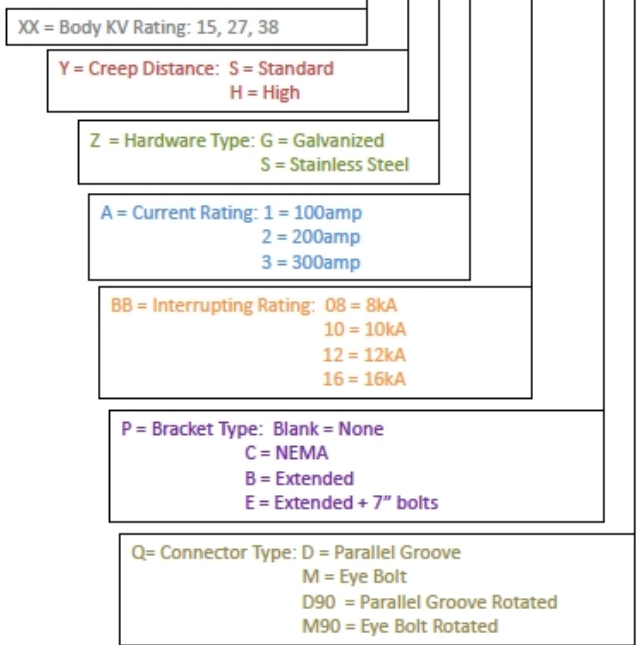 XX = Body KV Rating: 15, 27, 38
Y = Creep Distance: S = Standard
H = High
Z = Hardware Type: G = Galvanized
S = Stainless Steel
A = Current Rating: 1 = 100amp
2 = 200amp
3 = 300amp
BB = Interrupting Rating: 08 = 8kA
10 = 10kA
12 = 12kA
16 = 16kA
P = Bracket Type: Blank = None
C = NEMA
B = Extended
E = Extended + 7” bolts
Q= Connector Type: D = Parallel Groove
M = Eye Bolt
D90 = Parallel Groove Rotated
M90 = Eye Bolt Rotated